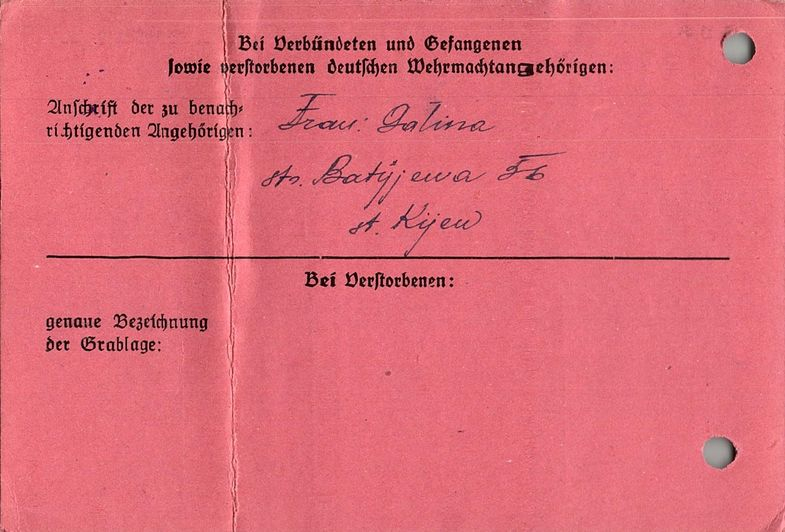 Bei Verbündeten und Gefangenen
sowie verstorbenen deutschen Wehrmachtangehörigen:
Anschrift der zu benach-
richtigenden Angehörigen: Frau: Galina
str. Batyjewa 56
st. Kijew
Bei Verstorbenen:
genaue Bezeichnung
der Grablage: